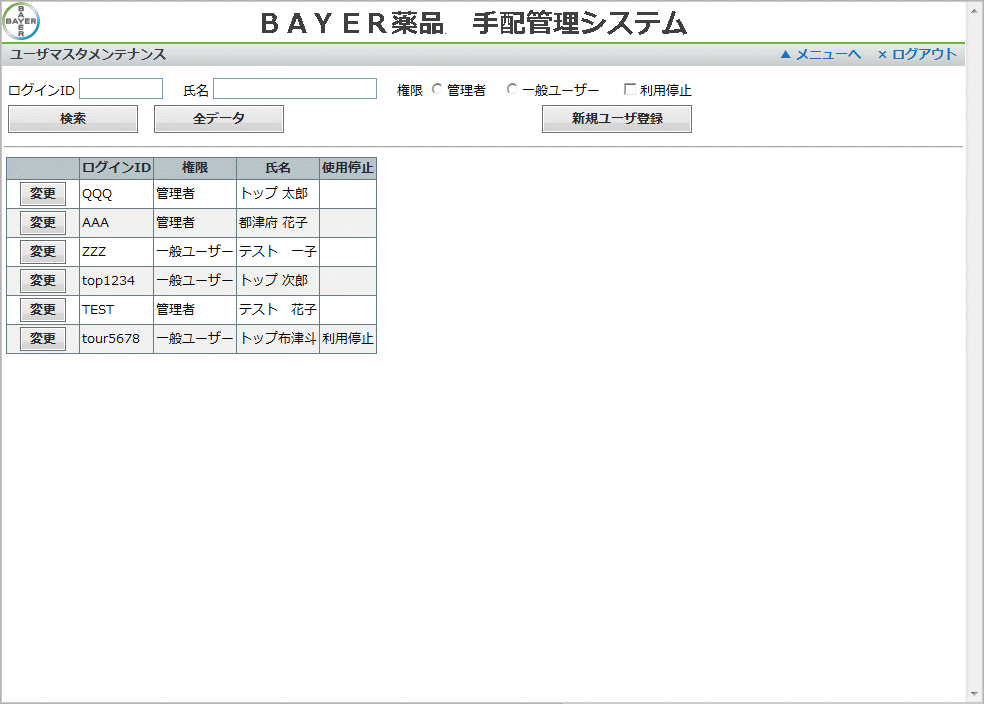 BAYER
BAYER
ＢＡＹＥＲ薬品　手配管理システム
ユーザマスタメンテナンス ▲ メニューへ × ログアウト
ログインID 氏名 権限 管理者 一般ユーザー 利用停止
検索 全データ 新規ユーザ登録
ログインID 権限 氏名 使用停止
変更 QQQ 管理者 トップ 太郎
変更 AAA 管理者 都津府 花子
変更 ZZZ 一般ユーザー テスト　一子
変更 top1234 一般ユーザー トップ 次郎
変更 TEST 管理者 テスト　花子
変更 tour5678 一般ユーザー トップ布津斗 利用停止